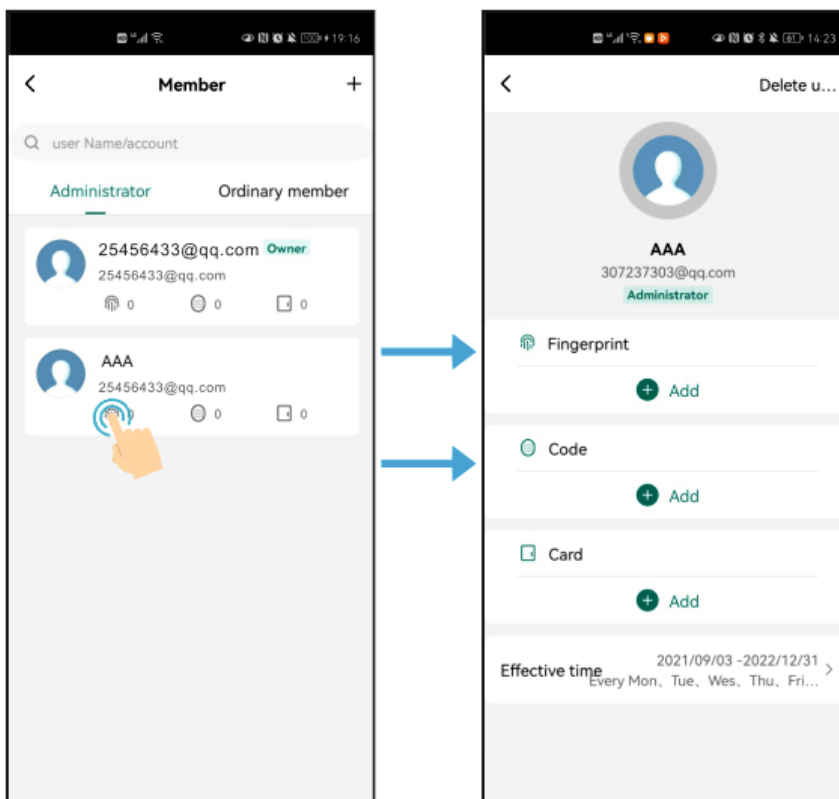 19:16
Member
user Name/account
Administrator Ordinary member
25456433@qq.com Owner
25456433@qq.com
0 0 0
AAA
25456433@qq.com
0 0 0
61 14:23
Delete u...
AAA
307237303@qq.com
Administrator
Fingerprint
Add
Code
Add
Card
Add
Effective time
2021/09/03 -2022/12/31
Every Mon、Tue、Wes、Thu、Fri...